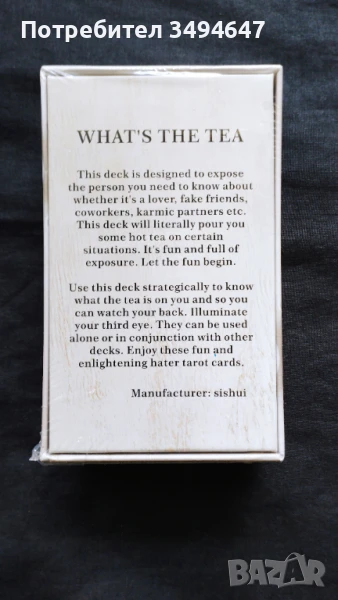 Потребител 3494647
WHAT'S THE TEA
This deck is designed to expose
the person you need to know about
whether it's a lover, fake friends,
coworkers, karmic partners etc.
This deck will literally pour you
some hot tea on certain
situations. It's fun and full of
exposure. Let the fun begin.
Use this deck strategically to know
what the tea is on you and so you
can watch your back. Illuminate
your third eye. They can be used
alone or in conjunction with other
decks. Enjoy these fun and
enlightening hater tarot cards.
Manufacturer: sishui
BAZAR